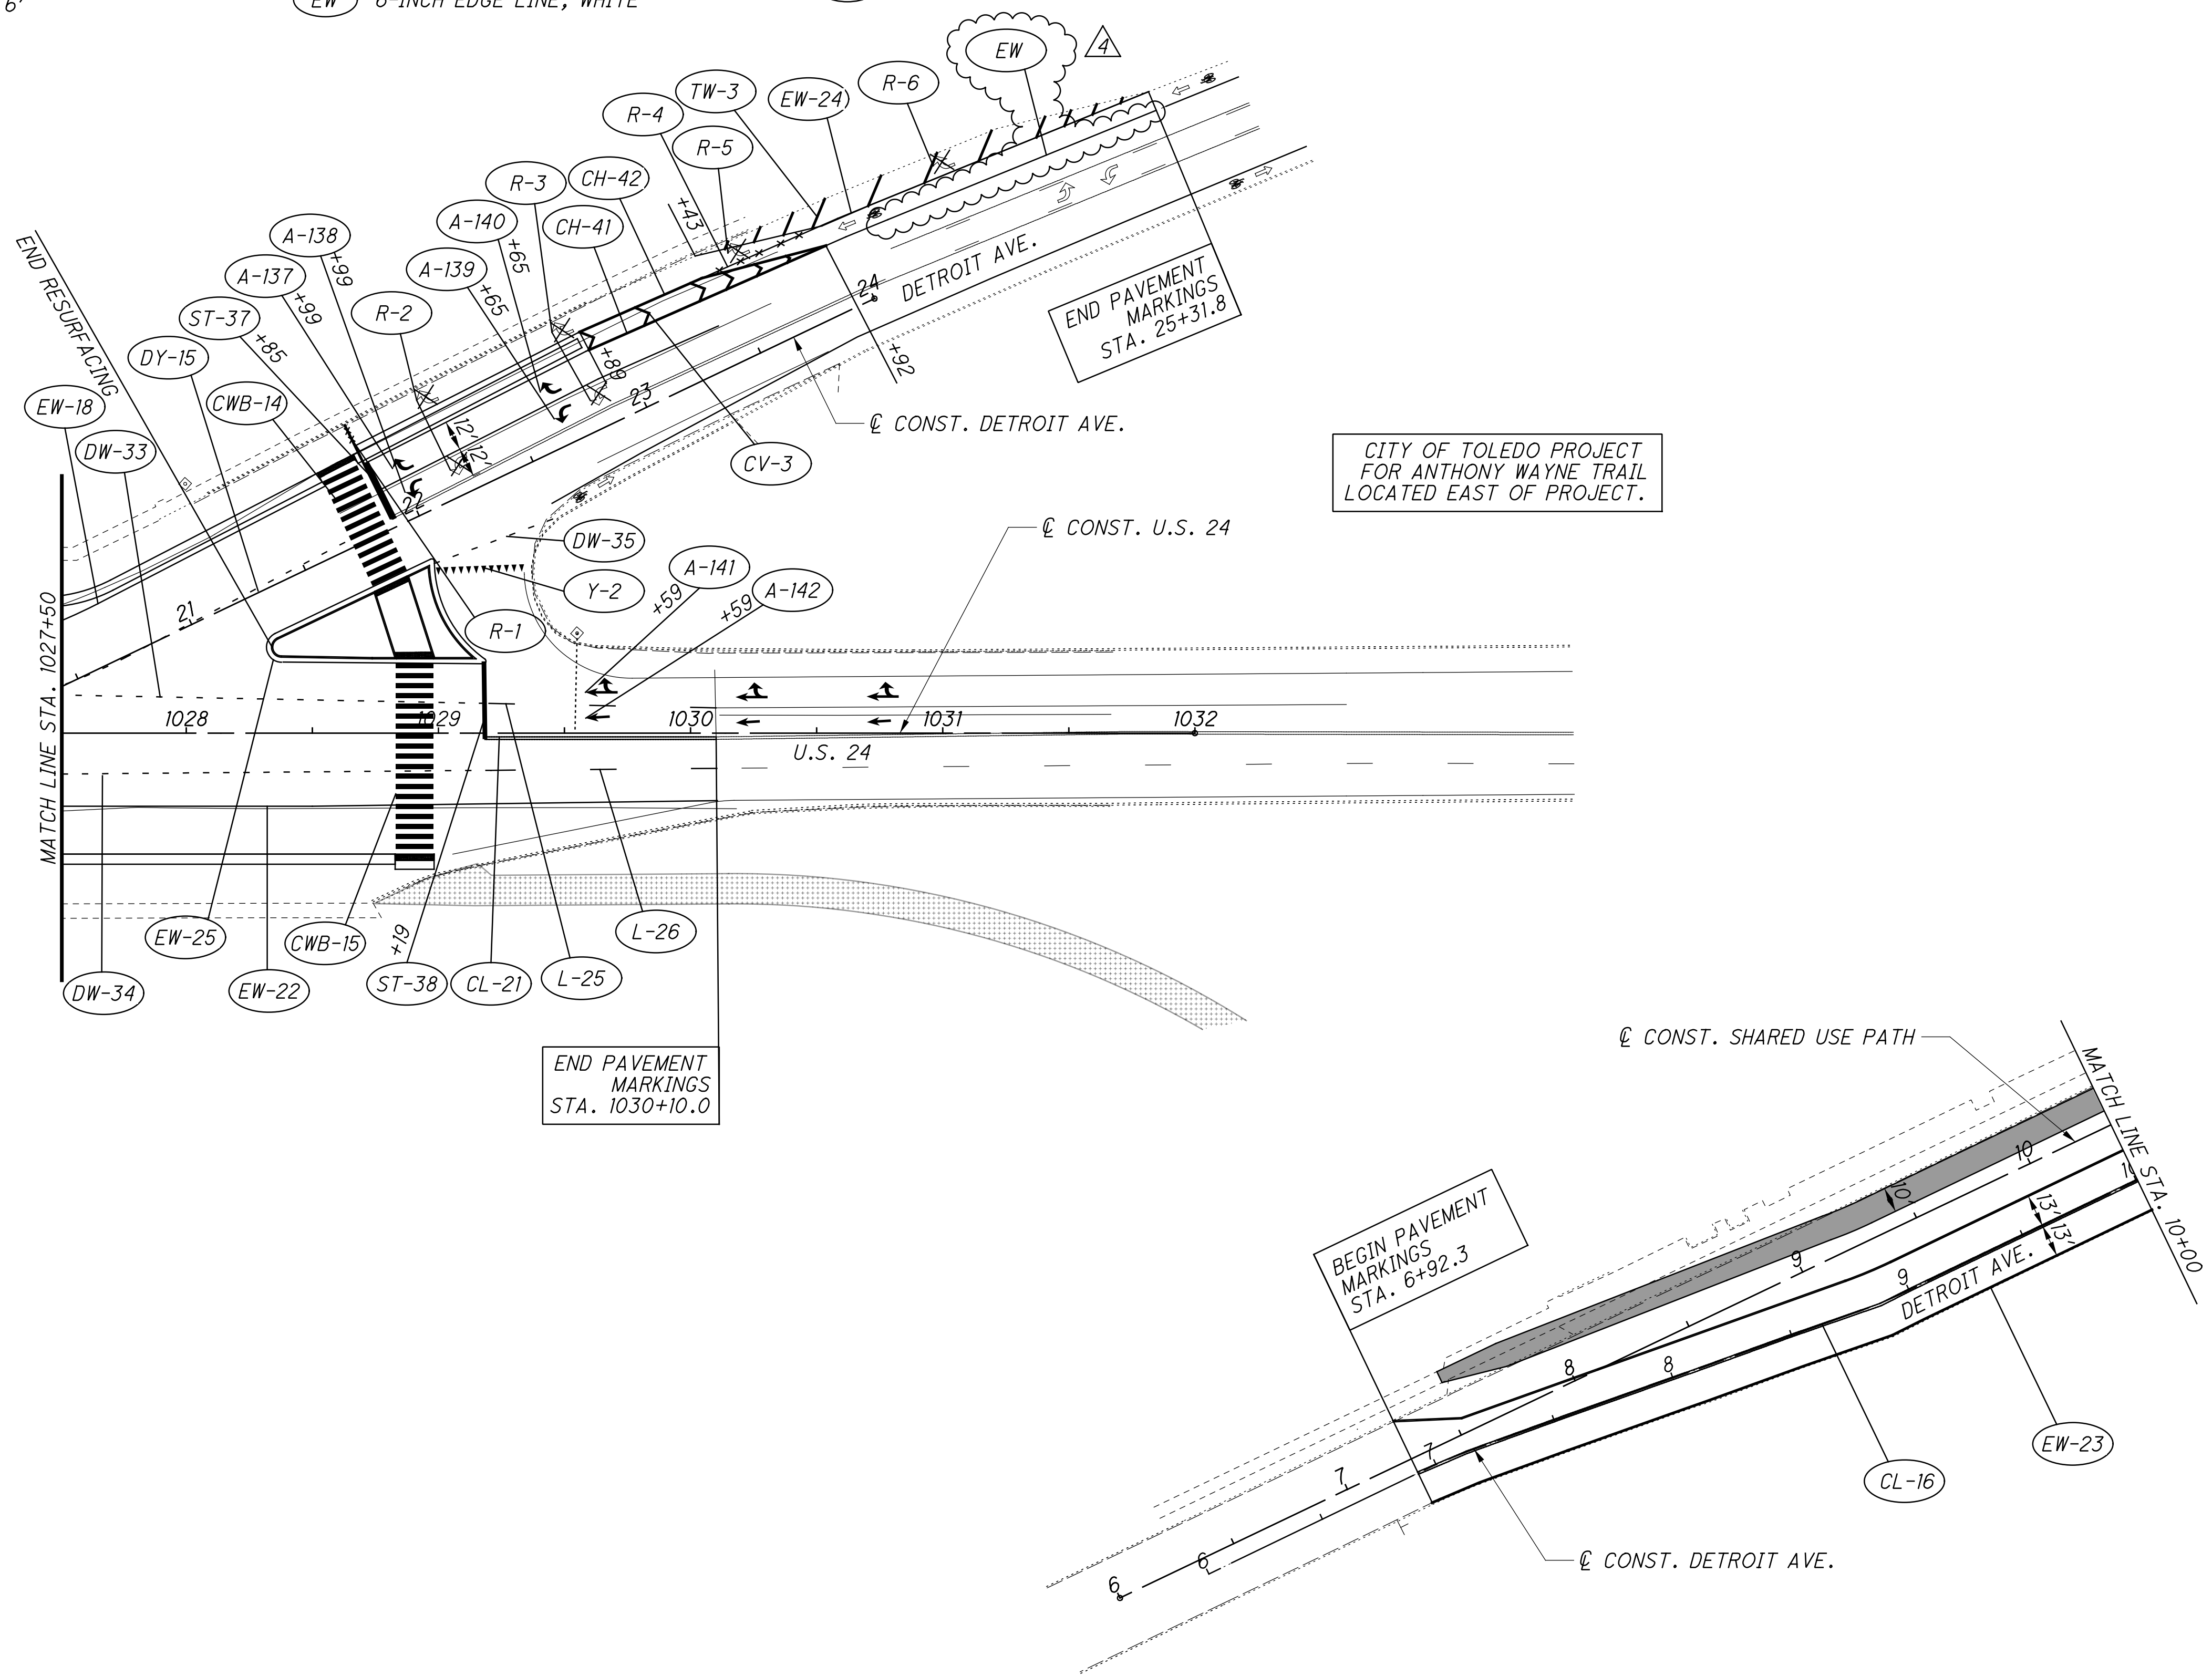 6'
EW 6-INCH EDGE LINE, WHITE
EW
4
R-6
EW-24
TW-3
R-4
R-5
+43
CH-42
R-3
CH-41
A-140
+65
A-138
+99
A-139
+65
A-137
+99
R-2
ST-37
+85
DY-15
CWB-14
EW-18
DW-33
END RESURFACING
+89
12' 12'
24
DETROIT AVE.
END PAVEMENT
MARKINGS
STA. 25+31.8
+92
23
22
21
℄ CONST. DETROIT AVE.
CV-3
CITY OF TOLEDO PROJECT
FOR ANTHONY WAYNE TRAIL
LOCATED EAST OF PROJECT.
℄ CONST. U.S. 24
DW-35
Y-2
R-1
A-141
+59
A-142
+59
MATCH LINE STA. 1027+50
1028
1029
1030
1031
1032
U.S. 24
EW-25
CWB-15
+19
L-26
DW-34
EW-22
ST-38
CL-21
L-25
END PAVEMENT
MARKINGS
STA. 1030+10.0
℄ CONST. SHARED USE PATH
MATCH LINE STA. 10+00
BEGIN PAVEMENT
MARKINGS
STA. 6+92.3
10
10'
13'
13'
9
9
DETROIT AVE.
8
8
7
7
6
6
EW-23
CL-16
℄ CONST. DETROIT AVE.